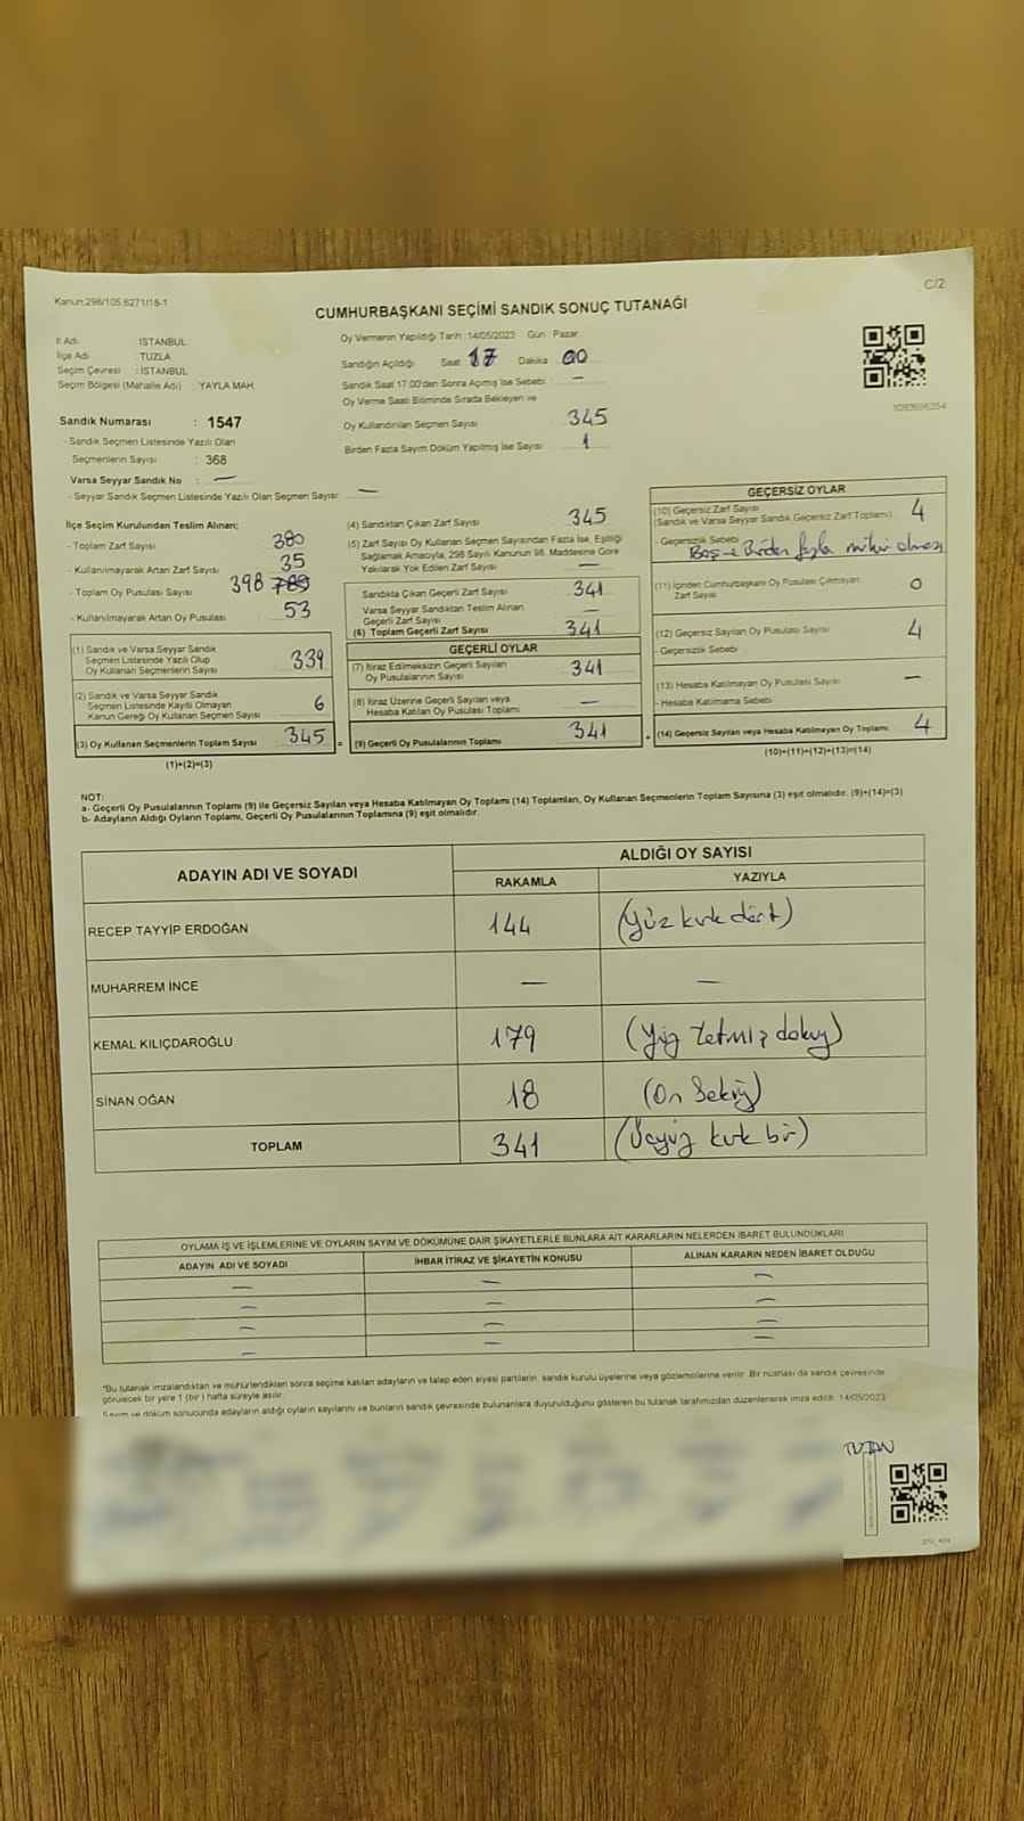 Kanun:298/105.6271/16-1
C/2
CUMHURBAŞKANI SEÇİMİ SANDIK SONUÇ TUTANAĞI
İl Adı İSTANBUL
İlçe Adı TUZLA
Seçim Çevresi : İSTANBUL
Seçim Bölgesi (Mahalle Adı) : YAYLA MAH.
Oy Vermenin Yapıldığı Tarih :14/05/2023 Gün : Pazar
Sandığın Açıldığı Saat 17 Dakika 00
Sandık Saat 17.00'den Sonra Açılmış İse Sebebi : —
Oy Verme Saati Bitiminde Sırada Bekleyen ve
Oy Kullandırılan Seçmen Sayısı 345
Birden Fazla Sayım Döküm Yapılmış İse Sayısı 1
Sandık Numarası : 1547
- Sandık Seçmen Listesinde Yazılı Olan
Seçmenlerin Sayısı : 368
Varsa Seyyar Sandık No : —
- Seyyar Sandık Seçmen Listesinde Yazılı Olan Seçmen Sayısı —
İlçe Seçim Kurulundan Teslim Alınan;
- Toplam Zarf Sayısı 380
- Kullanılmayarak Artan Zarf Sayısı 35
- Toplam Oy Pusulası Sayısı 398
- Kullanılmayarak Artan Oy Pusulası 53
(1) Sandık ve Varsa Seyyar Sandık
Seçmen Listesinde Yazılı Olup
Oy Kullanan Seçmenlerin Sayısı 339
(2) Sandık ve Varsa Seyyar Sandık
Seçmen Listesinde Kayıtlı Olmayan
Kanun Gereği Oy Kullanan Seçmen Sayısı 6
(3) Oy Kullanan Seçmenlerin Toplam Sayısı 345
(1)+(2)=(3)
(4) Sandıktan Çıkan Zarf Sayısı 345
(5) Zarf Sayısı Oy Kullanan Seçmen Sayısından Fazla İse, Eşitliği
Sağlamak Amacıyla, 298 Sayılı Kanunun 98. Maddesine Göre
Yakılarak Yok Edilen Zarf Sayısı —
Sandıkta Çıkan Geçerli Zarf Sayısı 341
Varsa Seyyar Sandıktan Teslim Alınan
Geçerli Zarf Sayısı —
(6) Toplam Geçerli Zarf Sayısı 341
GEÇERLİ OYLAR
(7) İtiraz Edilmeksizin Geçerli Sayılan
Oy Pusulalarının Sayısı 341
(8) İtiraz Üzerine Geçerli Sayılan veya
Hesaba Katılan Oy Pusulası Toplamı —
= (9) Geçerli Oy Pusulalarının Toplamı 341
GEÇERSİZ OYLAR
(10) Geçersiz Zarf Sayısı
(Sandık ve Varsa Seyyar Sandık Geçersiz Zarf Toplamı) 4
- Geçersizlik Sebebi Boş ve Birden fazla mühür olması
(11) İçinden Cumhurbaşkanı Oy Pusulası Çıkmayan
Zarf Sayısı 0
(12) Geçersiz Sayılan Oy Pusulası Sayısı 4
- Geçersizlik Sebebi
(13) Hesaba Katılmayan Oy Pusulası Sayısı —
- Hesaba Katılmama Sebebi
+ (14) Geçersiz Sayılan veya Hesaba Katılmayan Oy Toplamı 4
(10)+(11)+(12)+(13)=(14)
NOT:
a- Geçerli Oy Pusulalarının Toplamı (9) ile Geçersiz Sayılan veya Hesaba Katılmayan Oy Toplamı (14) Toplamları, Oy Kullanan Seçmenlerin Toplam Sayısına (3) eşit olmalıdır. (9)+(14)=(3)
b- Adayların Aldığı Oyların Toplamı, Geçerli Oy Pusulalarının Toplamına (9) eşit olmalıdır.
ADAYIN ADI VE SOYADI
ALDIĞI OY SAYISI
RAKAMLA YAZIYLA
RECEP TAYYİP ERDOĞAN 144 (Yüz kırk dört)
MUHARREM İNCE — —
KEMAL KILIÇDAROĞLU 179 (Yüz Yetmiş dokuz)
SİNAN OĞAN 18 (On Sekiz)
TOPLAM 341 (Üçyüz kırk bir)
OYLAMA İŞ VE İŞLEMLERİNE VE OYLARIN SAYIM VE DÖKÜMÜNE DAİR ŞİKAYETLERLE BUNLARA AİT KARARLARIN NELERDEN İBARET BULUNDUKLARI
ADAYIN ADI VE SOYADI İHBAR İTİRAZ VE ŞİKAYETİN KONUSU ALINAN KARARIN NEDEN İBARET OLDUĞU
— — —
— — —
— — —
— — —
*Bu tutanak imzalandıktan ve mühürlendikten sonra seçime katılan adayların ve talep eden siyasi partilerin, sandık kurulu üyelerine veya gözlemcilerine verilir. Bir nüshası da sandık çevresinde
görülecek bir yere 1 (bir) hafta süreyle asılır.
Sayım ve döküm sonucunda adayların aldığı oyların sayılarını ve bunların sandık çevresinde bulunanlara duyurulduğunu gösteren bu tutanak tarafımızdan düzenlenerek imza edildi. 14/05/2023